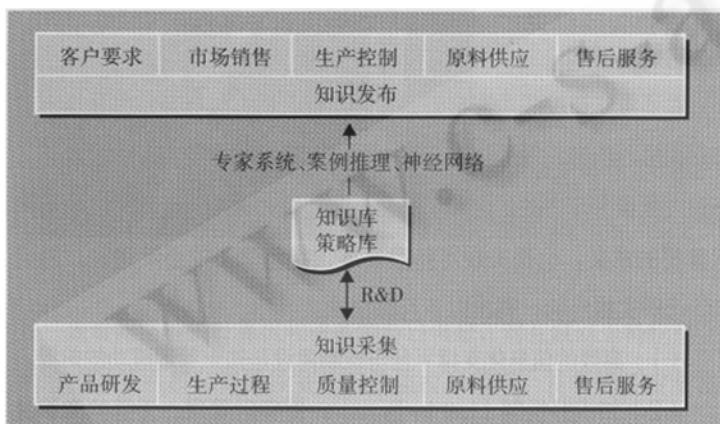 客户要求 市场销售 生产控制 原料供应 售后服务
知识发布
专家系统、案例推理、神经网络
知识库
策略库
R&D
知识采集
产品研发 生产过程 质量控制 原料供应 售后服务
www.c-s-a